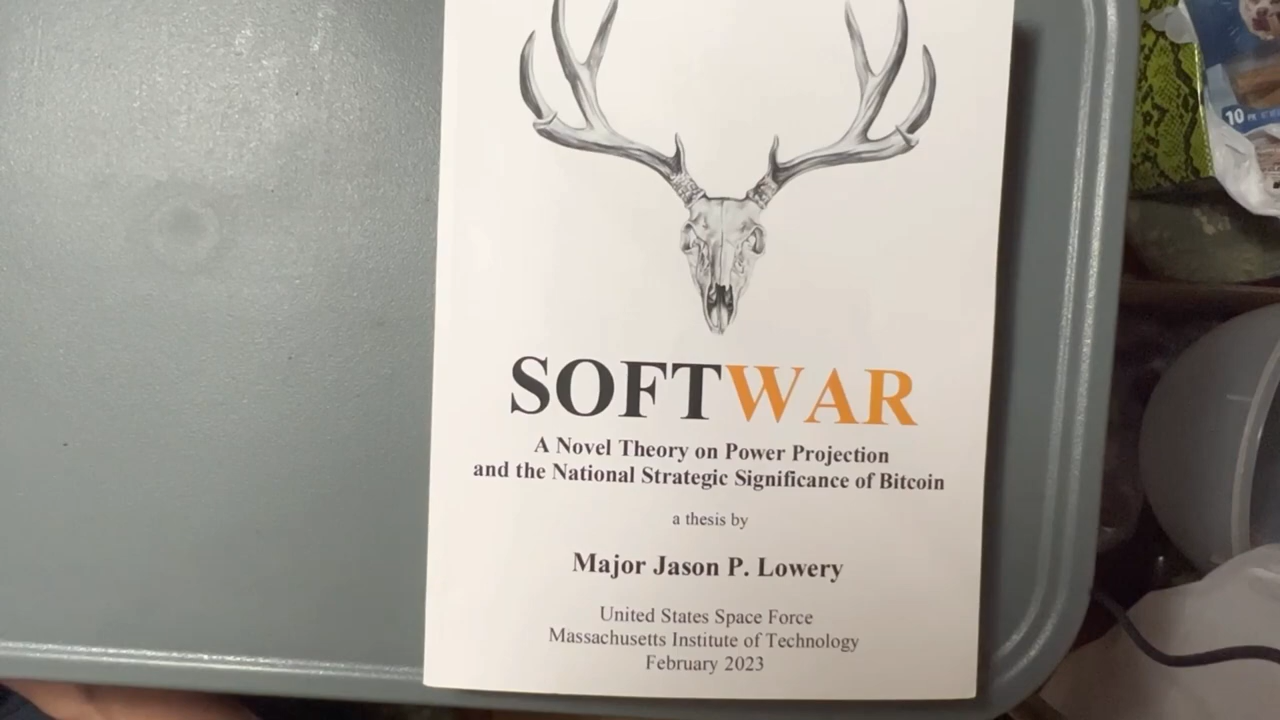 SOFTWAR
A Novel Theory on Power Projection
and the National Strategic Significance of Bitcoin
a thesis by
Major Jason P. Lowery
United States Space Force
Massachusetts Institute of Technology
February 2023
10